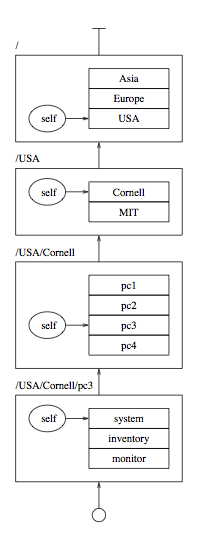 /
Asia
Europe
self
USA
/USA
self
Cornell
MIT
/USA/Cornell
pc1
pc2
self
pc3
pc4
/USA/Cornell/pc3
self
system
inventory
monitor